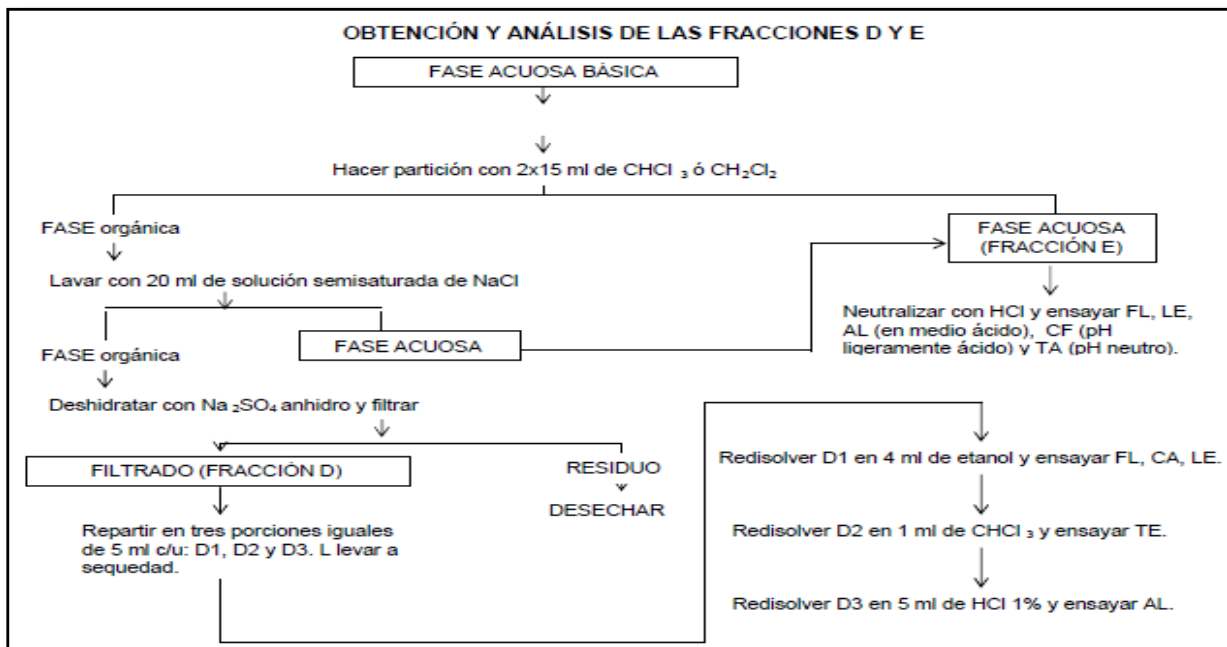 OBTENCIÓN Y ANÁLISIS DE LAS FRACCIONES D Y E
FASE ACUOSA BÁSICA
Hacer partición con 2x15 ml de CHCl ₃ ó CH₂Cl₂
FASE orgánica
Lavar con 20 ml de solución semisaturada de NaCl
FASE orgánica
FASE ACUOSA
Deshidratar con Na ₂SO₄ anhidro y filtrar
FILTRADO (FRACCIÓN D)
RESIDUO
DESECHAR
Repartir en tres porciones iguales
de 5 ml c/u: D1, D2 y D3. L levar a
sequedad.
FASE ACUOSA
(FRACCIÓN E)
Neutralizar con HCl y ensayar FL, LE,
AL (en medio ácido), CF (pH
ligeramente ácido) y TA (pH neutro).
Redisolver D1 en 4 ml de etanol y ensayar FL, CA, LE.
Redisolver D2 en 1 ml de CHCl ₃ y ensayar TE.
Redisolver D3 en 5 ml de HCl 1% y ensayar AL.